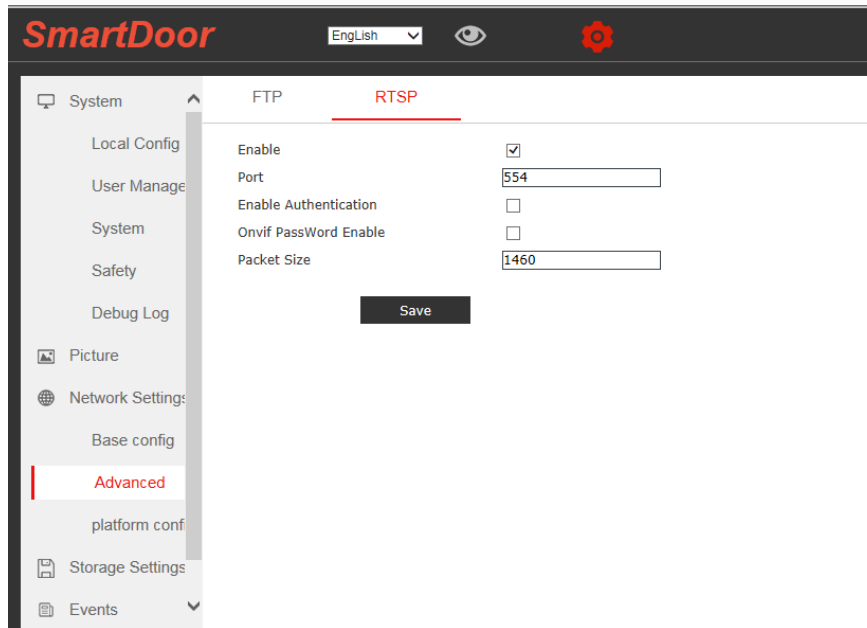 SmartDoor
EngLish
System
Local Config
User Manage
System
Safety
Debug Log
Picture
Network Settings
Base config
Advanced
platform conf
Storage Settings
Events
FTP RTSP
Enable
Port 554
Enable Authentication
Onvif PassWord Enable
Packet Size 1460
Save